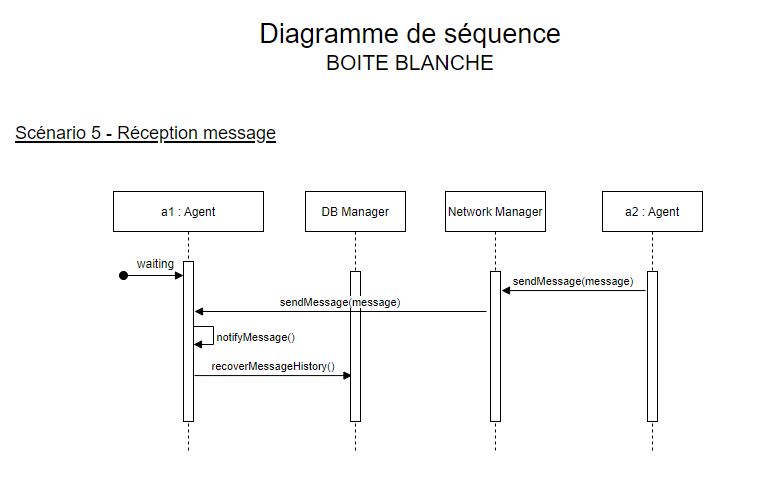 Diagramme de séquence
BOITE BLANCHE
Scénario 5 - Réception message
a1 : Agent
DB Manager
Network Manager
a2 : Agent
waiting
sendMessage(message)
sendMessage(message)
notifyMessage()
recoverMessageHistory()